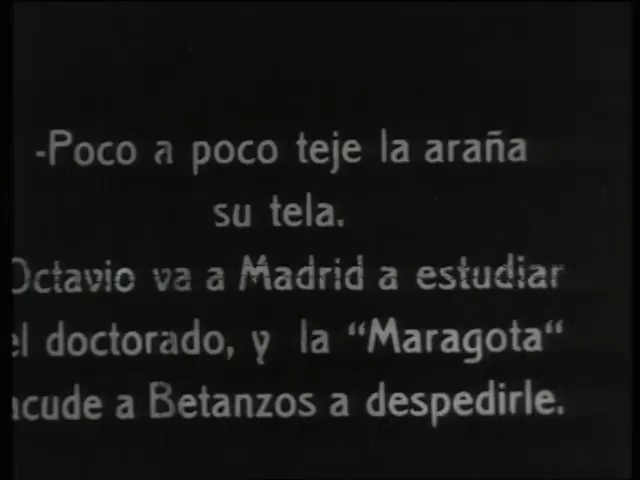 -Poco a poco teje la araña
su tela.
Octavio va a Madrid a estudiar
el doctorado, y la “Maragota“
acude a Betanzos a despedirle.